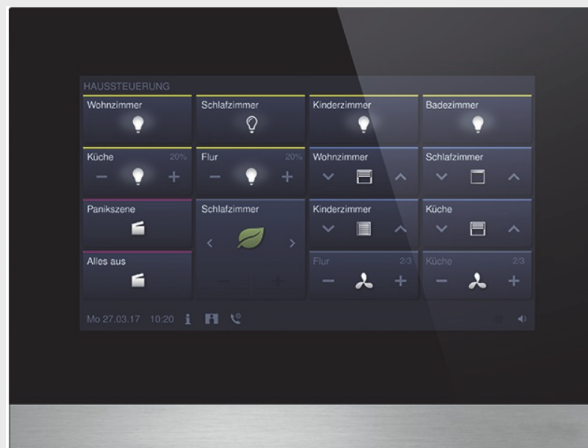 HAUSSTEUERUNG
Wohnzimmer
Schlafzimmer
Kinderzimmer
Badezimmer
Küche 20%
Flur 20%
Wohnzimmer
Schlafzimmer
Panikszene
Schlafzimmer
Kinderzimmer
Küche
Alles aus
Flur 2/3
Küche 2/3
Mo 27.03.17 10:20